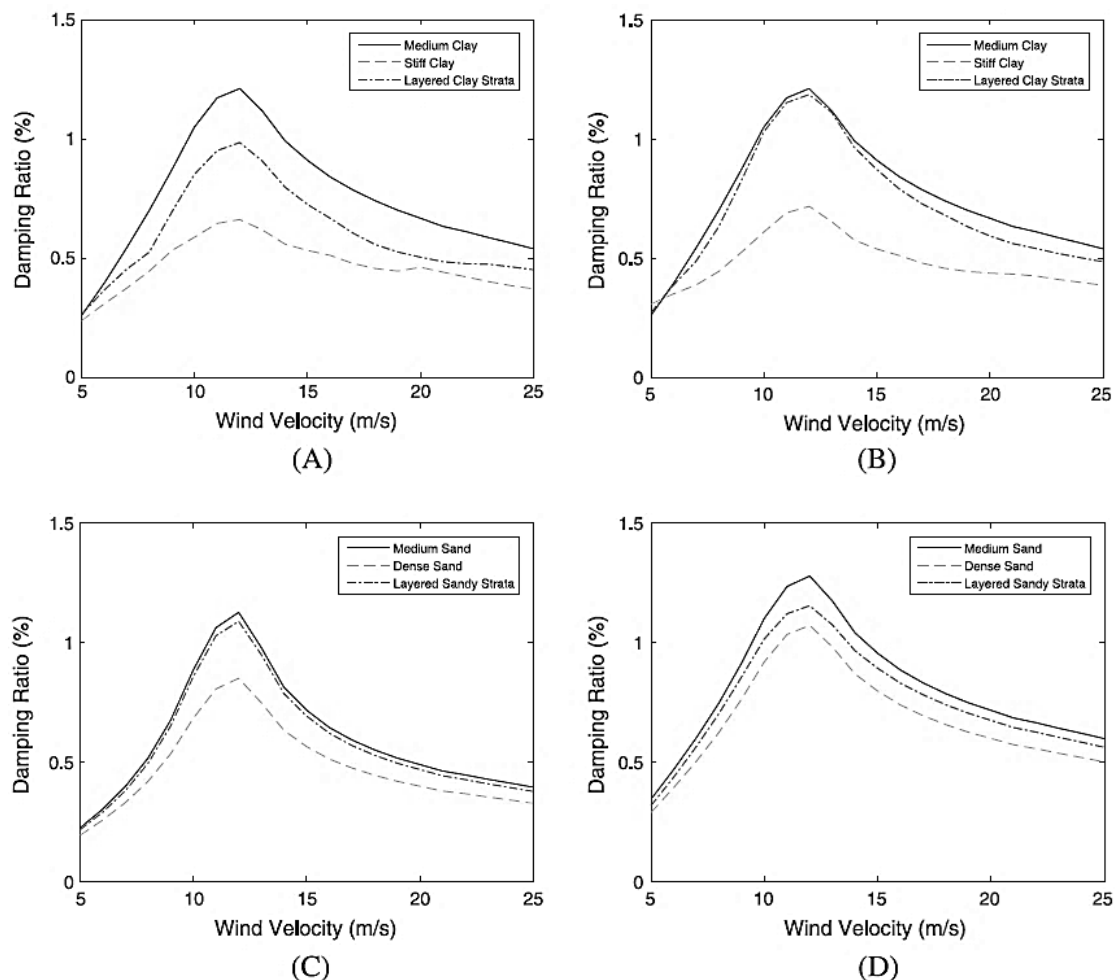 1.5
Medium Clay
Stiff Clay
Layered Clay Strata
1
0.5
0
Damping Ratio (%)
5 10 15 20 25
Wind Velocity (m/s)
(A)
1.5
Medium Clay
Stiff Clay
Layered Clay Strata
1
0.5
0
Damping Ratio (%)
5 10 15 20 25
Wind Velocity (m/s)
(B)
1.5
Medium Sand
Dense Sand
Layered Sandy Strata
1
0.5
0
Damping Ratio (%)
5 10 15 20 25
Wind Velocity (m/s)
(C)
1.5
Medium Sand
Dense Sand
Layered Sandy Strata
1
0.5
0
Damping Ratio (%)
5 10 15 20 25
Wind Velocity (m/s)
(D)